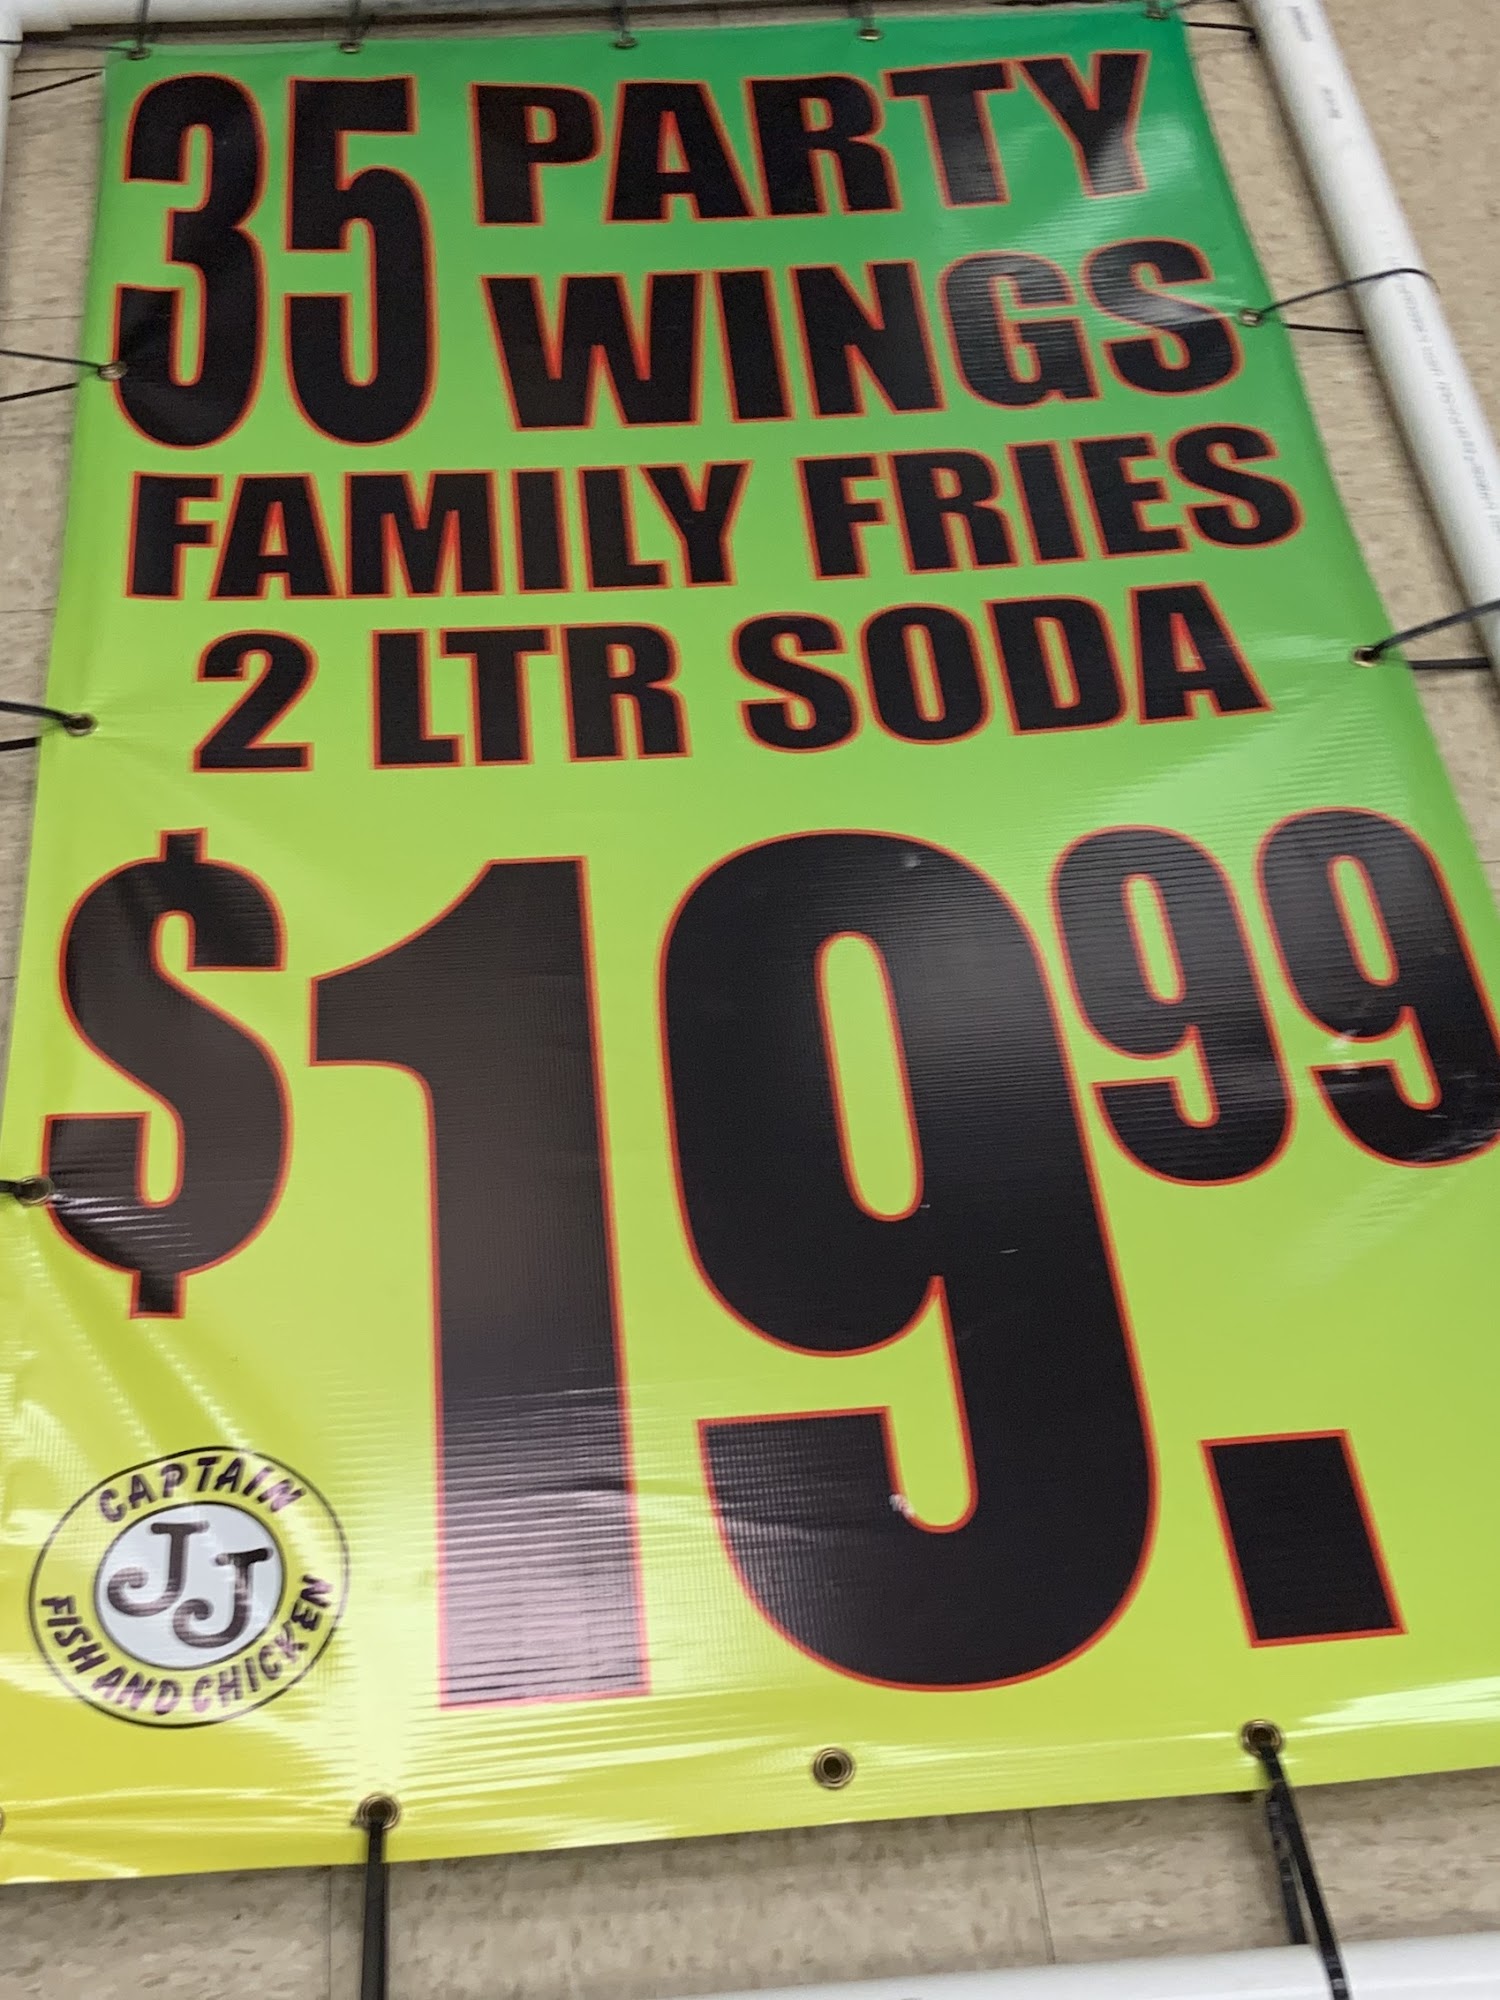 35 PARTY
WINGS
FAMILY FRIES
2 LTR SODA
$19.99
CAPTAIN
JJ
FISH AND CHICKEN